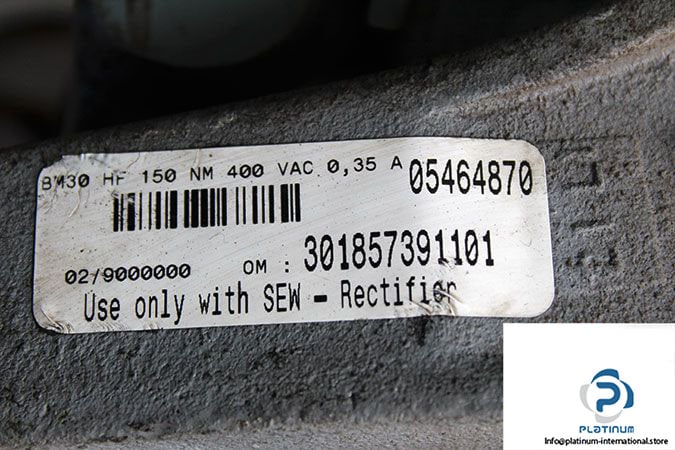 BM30 HF 150 NM 400 VAC 0,35 A
05464870
02/9000000
OM : 301857391101
Use only with SEW - Rectifier
PLATINUM
Info@platinum-international.store